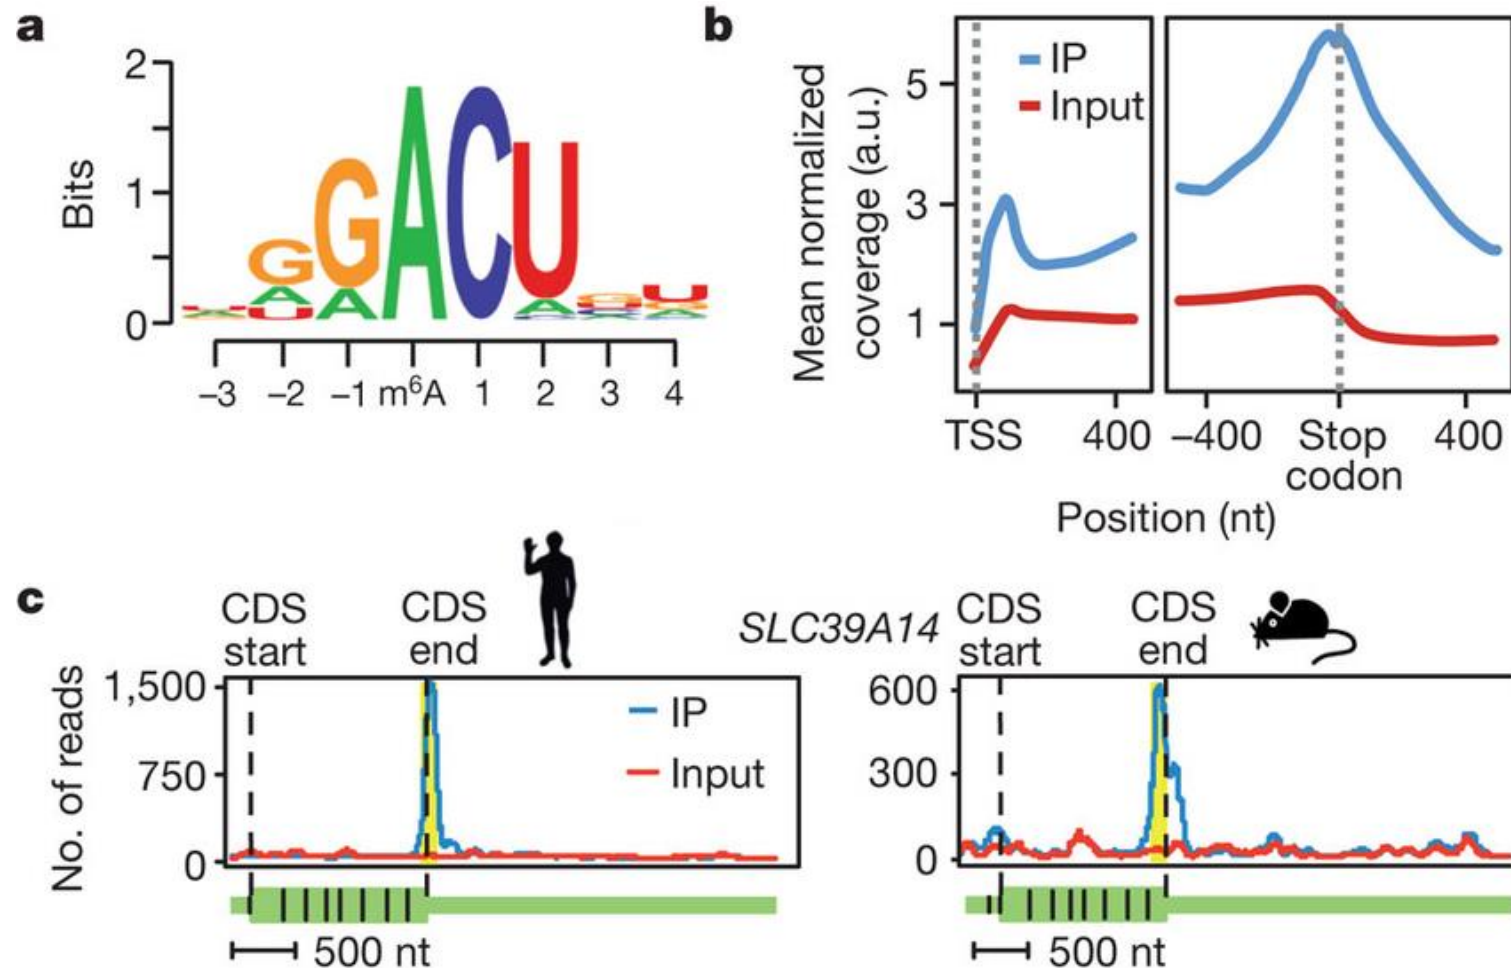 a
Bits
2
1
0
G
A
U
G
A
A
C
U
A
U
–3 –2 –1 m⁶A 1 2 3 4
b
Mean normalized
coverage (a.u.)
5
3
1
IP
Input
TSS 400 –400 Stop 400
codon
Position (nt)
c
SLC39A14
CDS CDS
start end
No. of reads
1,500
750
0
IP
Input
500 nt
CDS CDS
start end
600
300
0
500 nt